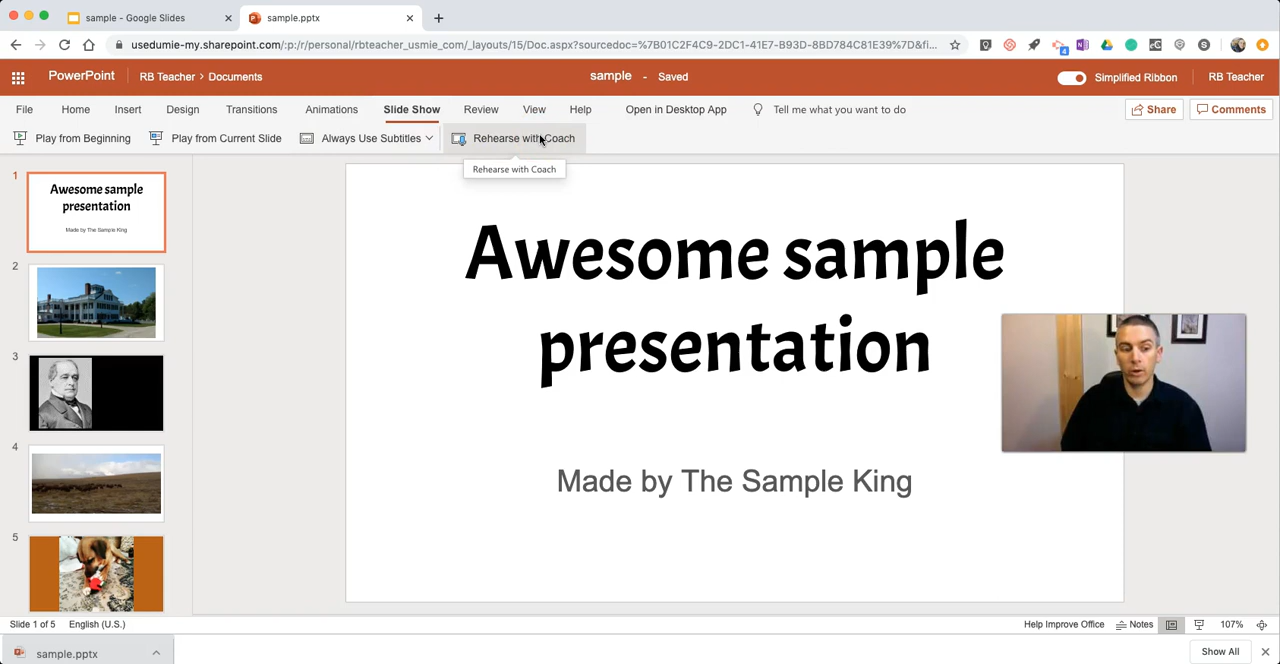 sample - Google Slides
sample.pptx
usedumie-my.sharepoint.com/:p:/r/personal/rbteacher_usmie_com/_layouts/15/Doc.aspx?sourcedoc=%7B01C2F4C9-2DC1-41E7-B93D-8BD784C81E39%7D&fi...
4
PowerPoint RB Teacher > Documents sample - Saved Simplified Ribbon RB Teacher
File Home Insert Design Transitions Animations Slide Show Review View Help Open in Desktop App Tell me what you want to do Share Comments
Play from Beginning Play from Current Slide Always Use Subtitles Rehearse with Coach
Rehearse with Coach
1
Awesome sample
presentation
Made by The Sample King
2
3
4
5
Awesome sample
presentation
Made by The Sample King
Slide 1 of 5 English (U.S.) Help Improve Office Notes 107%
sample.pptx Show All